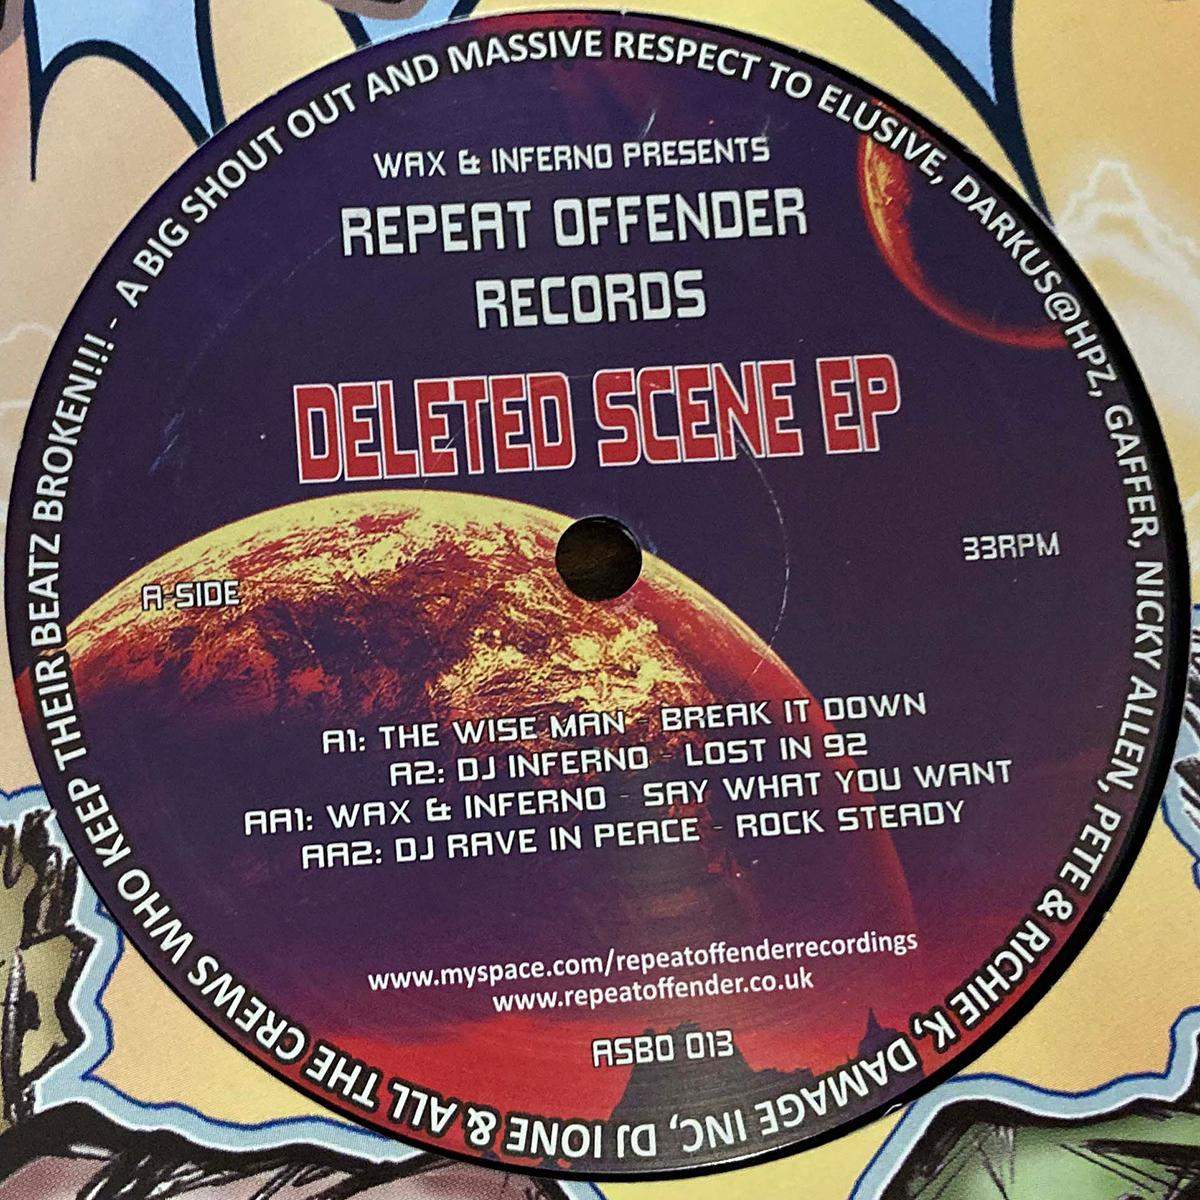 A BIG SHOUT OUT AND MASSIVE RESPECT TO ELUSIVE, DARKUS@HPZ, GAFFER, NICKY ALLEN, PETE & RICHIE K, DAMAGE INC, DJ IONE & ALL THE CREWS WHO KEEP THEIR BEATZ BROKEN!!! -
WAX & INFERNO PRESENTS
REPEAT OFFENDER
RECORDS
DELETED SCENE EP
33RPM
A-SIDE
A1: THE WISE MAN - BREAK IT DOWN
A2: DJ INFERNO - LOST IN 92
AA1: WAX & INFERNO - SAY WHAT YOU WANT
AA2: DJ RAVE IN PEACE - ROCK STEADY
www.myspace.com/repeatoffenderrecordings
www.repeatoffender.co.uk
ASBO 013